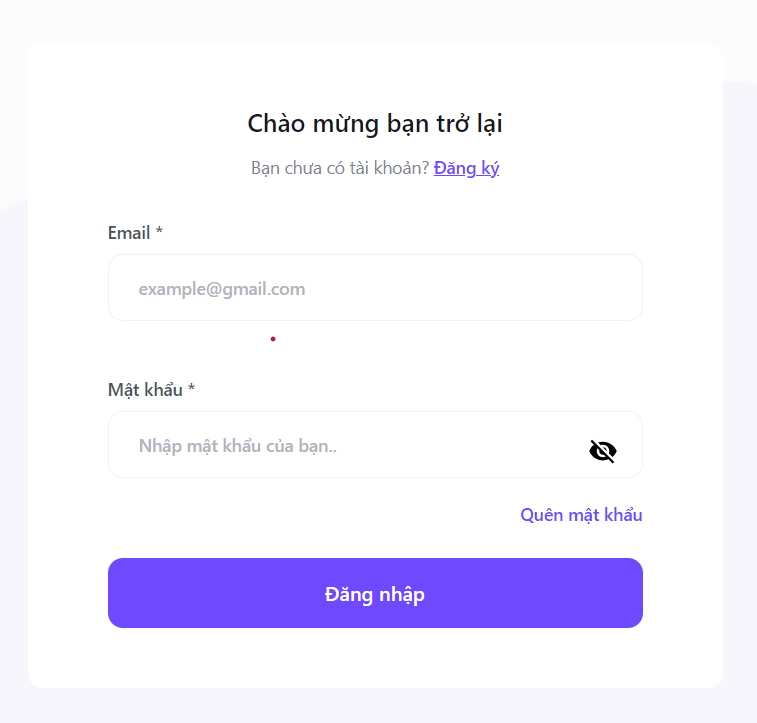 Chào mừng bạn trở lại
Bạn chưa có tài khoản? Đăng ký
Email *
example@gmail.com
Mật khẩu *
Nhập mật khẩu của bạn..
Quên mật khẩu
Đăng nhập